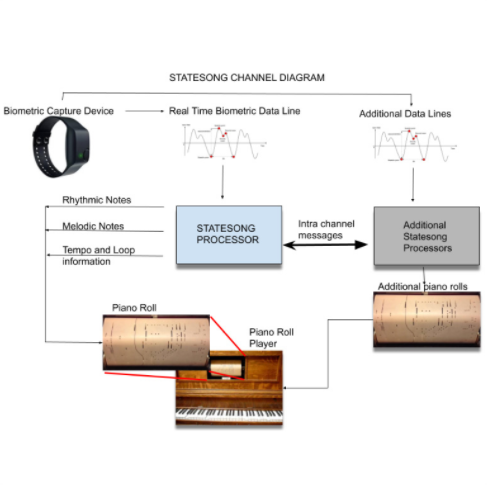 STATESONG CHANNEL DIAGRAM
Biometric Capture Device
Real Time Biometric Data Line
Additional Data Lines
Rhythmic Notes
Melodic Notes
Tempo and Loop
information
STATESONG
PROCESSOR
Intra channel
messages
Additional
Statesong
Processors
Additional piano rolls
Piano Roll
Piano Roll
Player